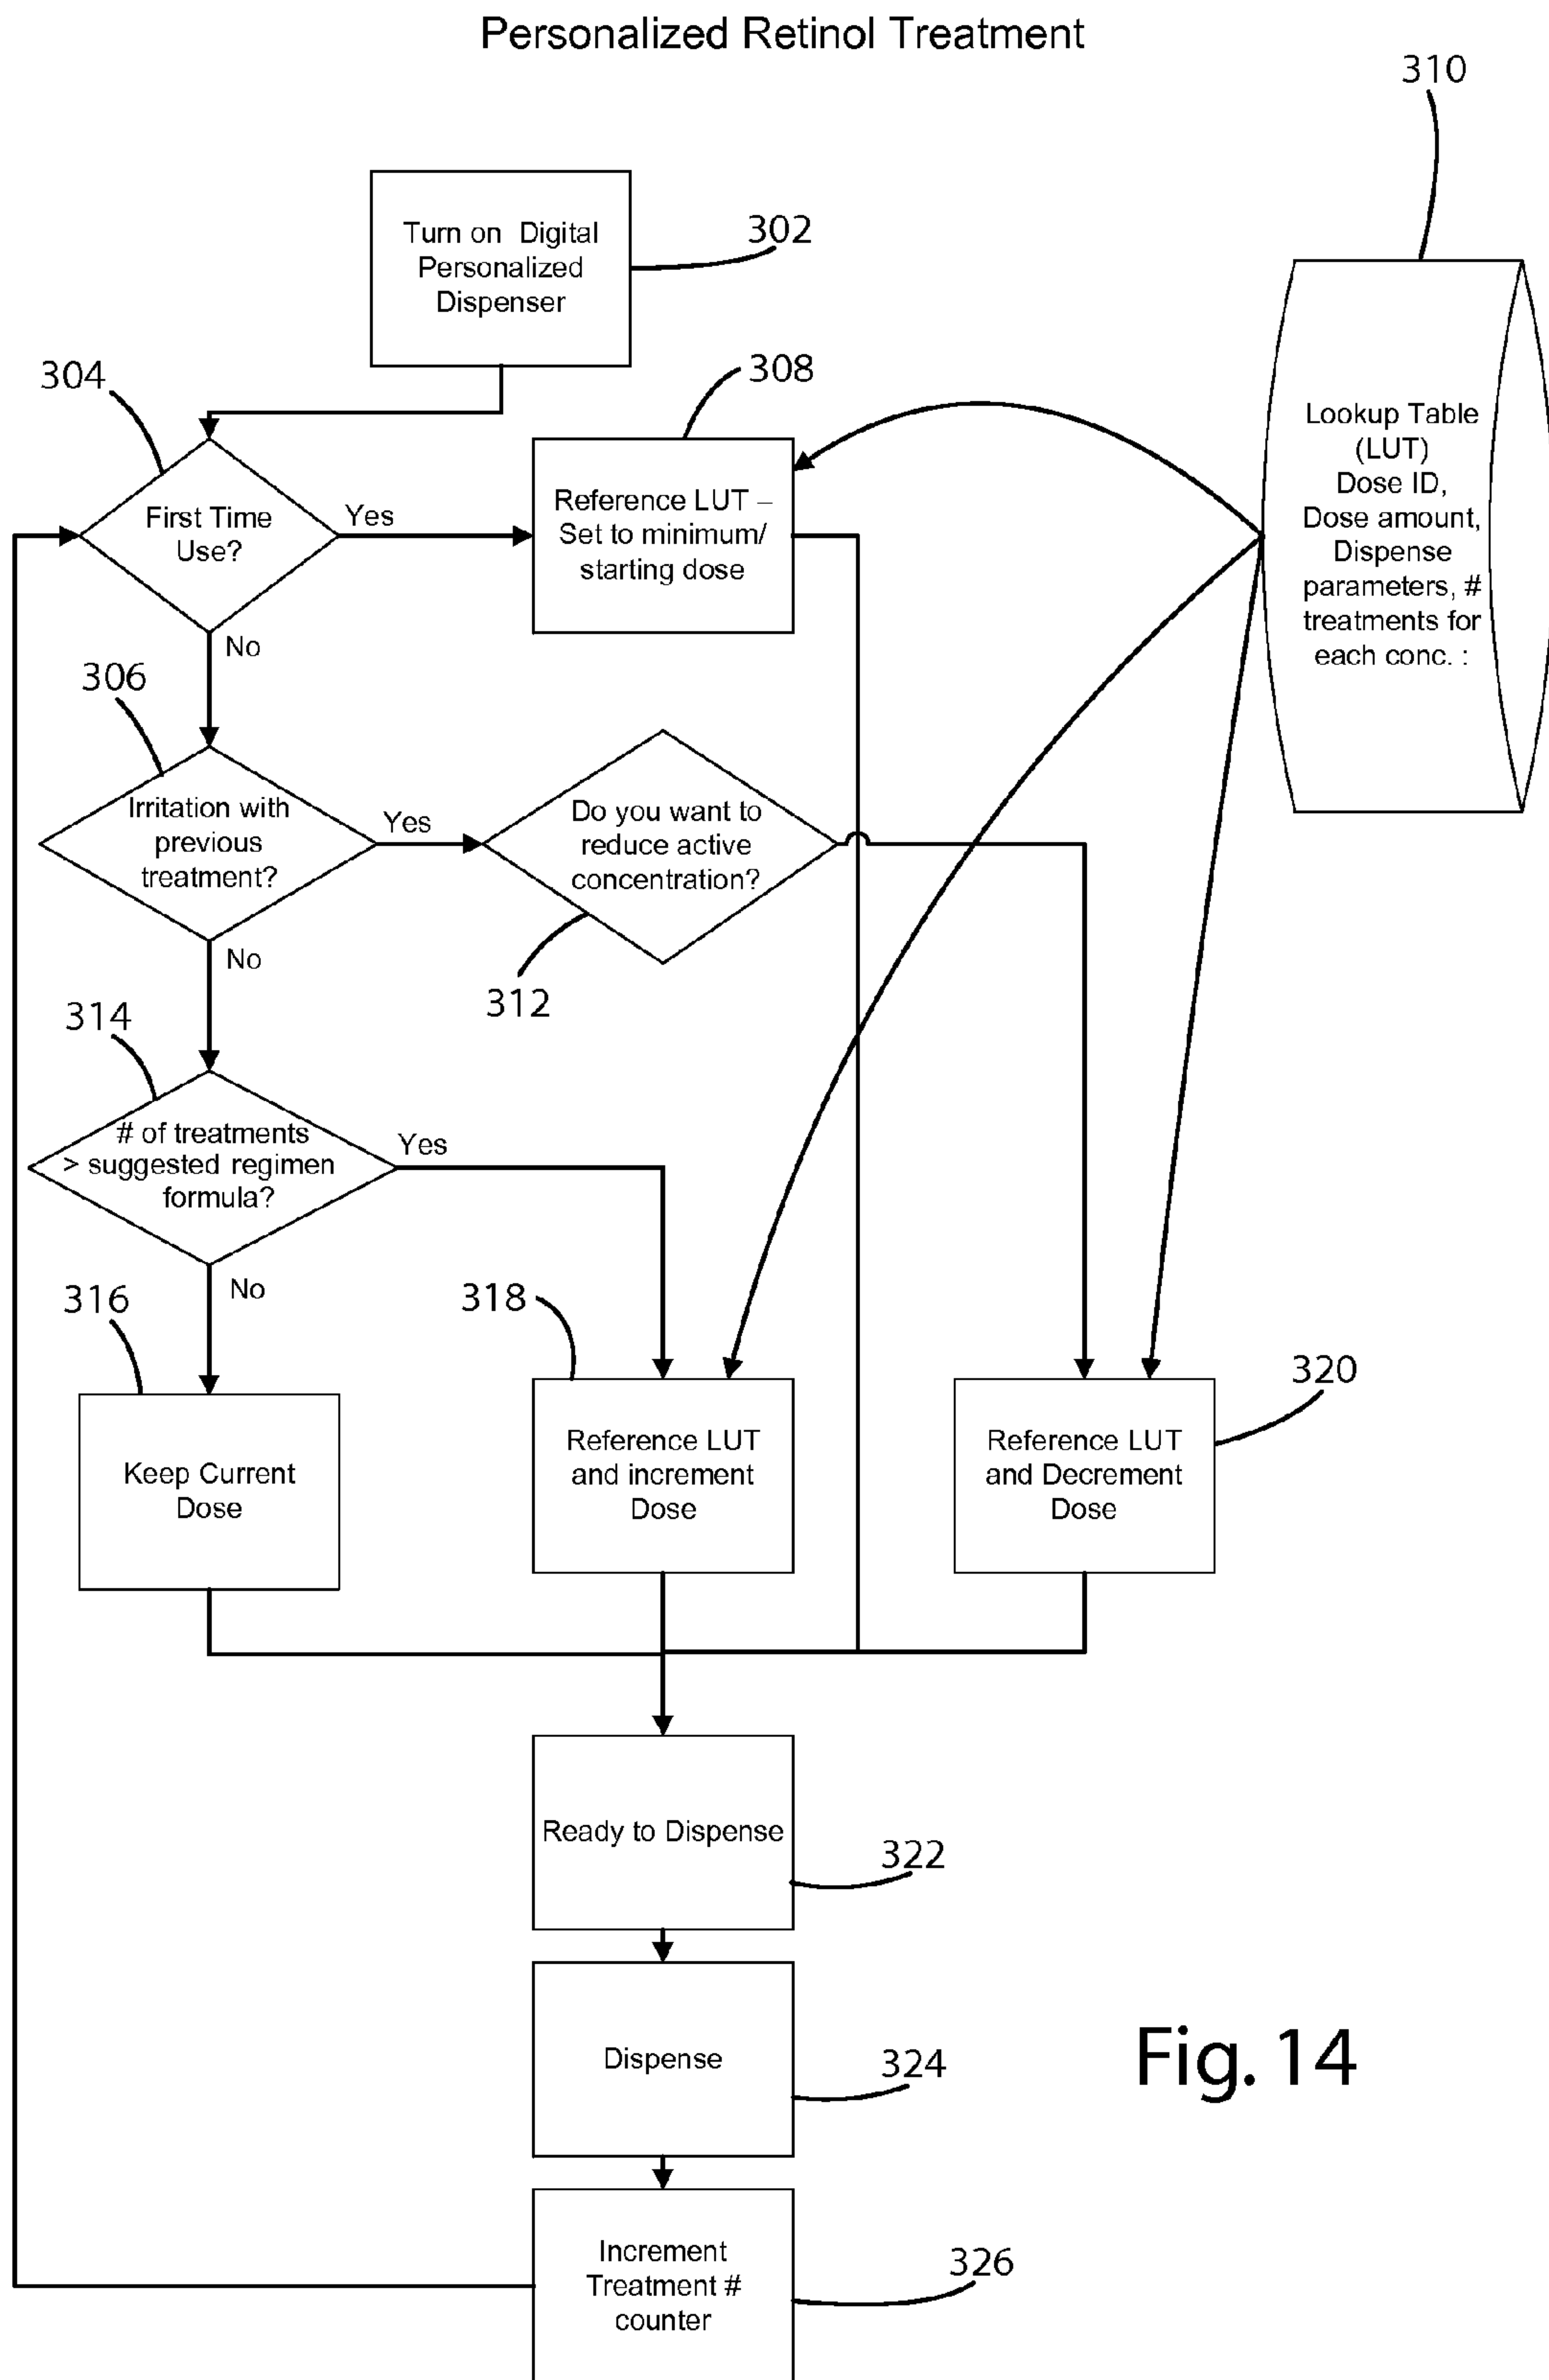 Personalized Retinol Treatment
310
Turn on Digital
Personalized
Dispenser
302
304
308
First Time
Use?
Yes
No
Reference LUT –
Set to minimum/
starting dose
Lookup Table
(LUT)
Dose ID,
Dose amount,
Dispense
parameters, #
treatments for
each conc. :
306
Irritation with
previous
treatment?
Yes
No
Do you want to
reduce active
concentration?
312
314
# of treatments
> suggested regimen
formula?
Yes
No
316
318
320
Keep Current
Dose
Reference LUT
and increment
Dose
Reference LUT
and Decrement
Dose
Ready to Dispense
322
Dispense
324
Fig. 14
Increment
Treatment #
counter
326